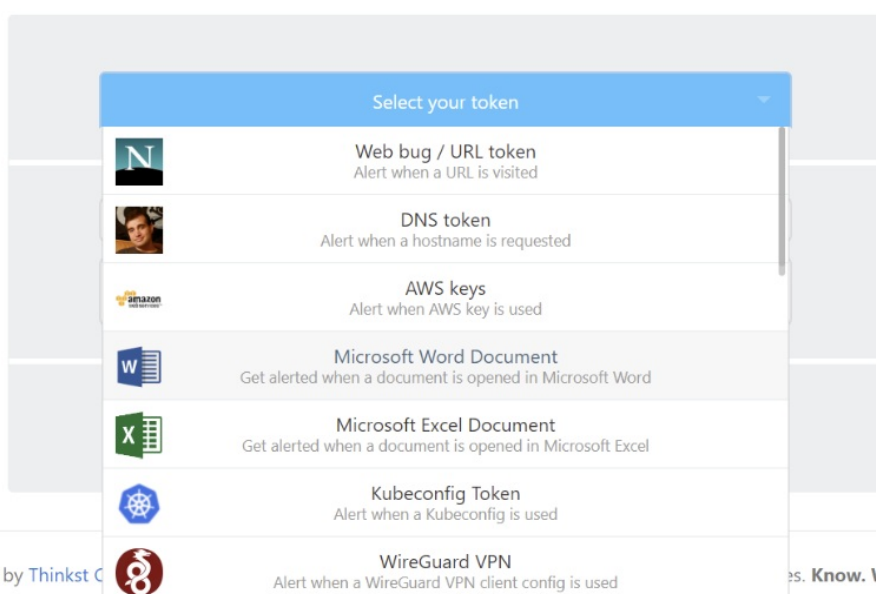 Select your token
N
Web bug / URL token
Alert when a URL is visited
DNS token
Alert when a hostname is requested
amazon
AWS keys
Alert when AWS key is used
W
Microsoft Word Document
Get alerted when a document is opened in Microsoft Word
X
Microsoft Excel Document
Get alerted when a document is opened in Microsoft Excel
Kubeconfig Token
Alert when a Kubeconfig is used
WireGuard VPN
Alert when a WireGuard VPN client config is used
by Thinkst
Know.